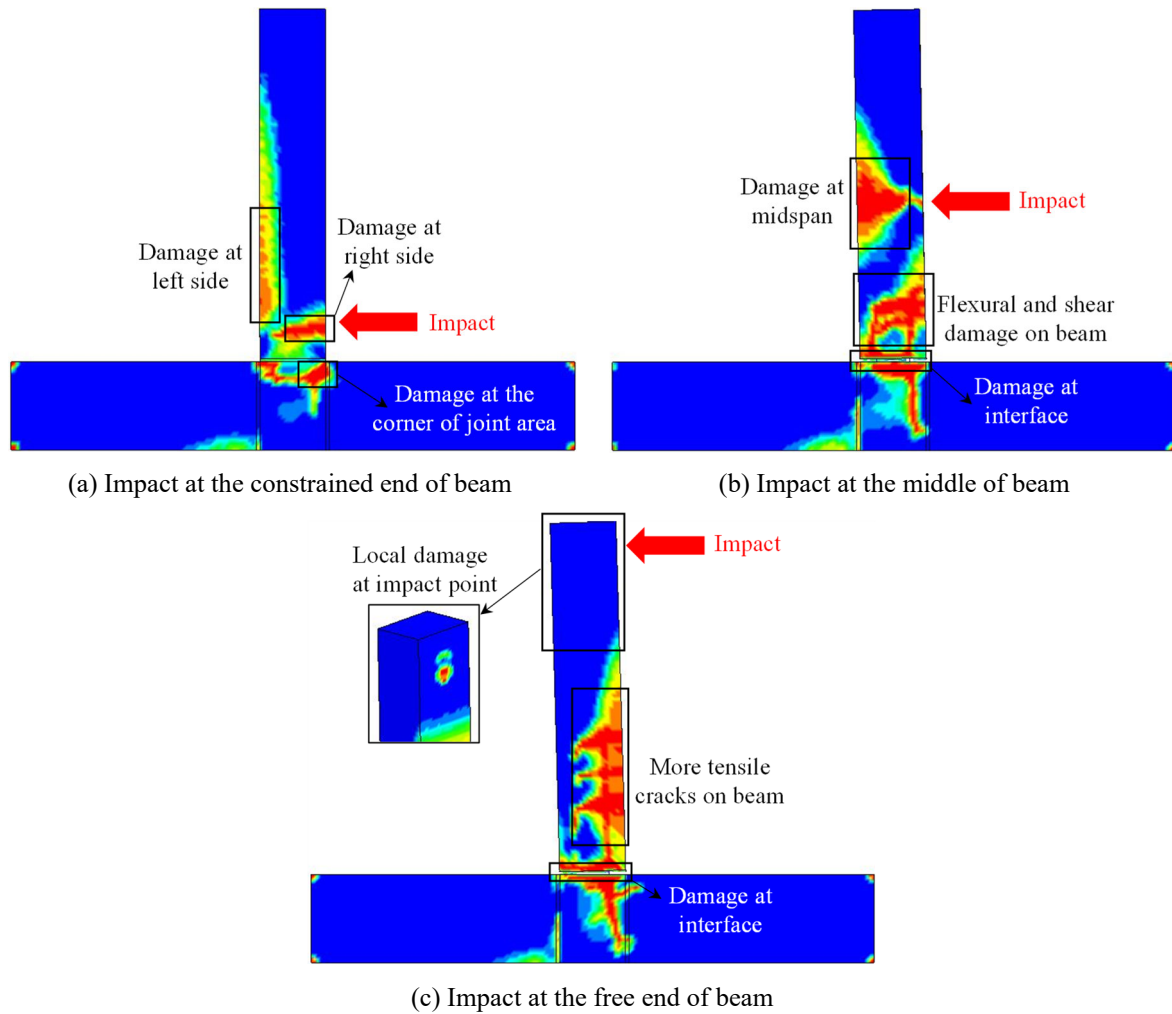 Damage at
left side
Damage at
right side
Impact
Damage at the
corner of joint area
(a) Impact at the constrained end of beam
Damage at
midspan
Impact
Flexural and shear
damage on beam
Damage at
interface
(b) Impact at the middle of beam
Local damage
at impact point
Impact
More tensile
cracks on beam
Damage at
interface
(c) Impact at the free end of beam